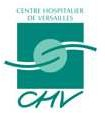 CENTRE HOSPITALIER
DE VERSAILLES
CHV